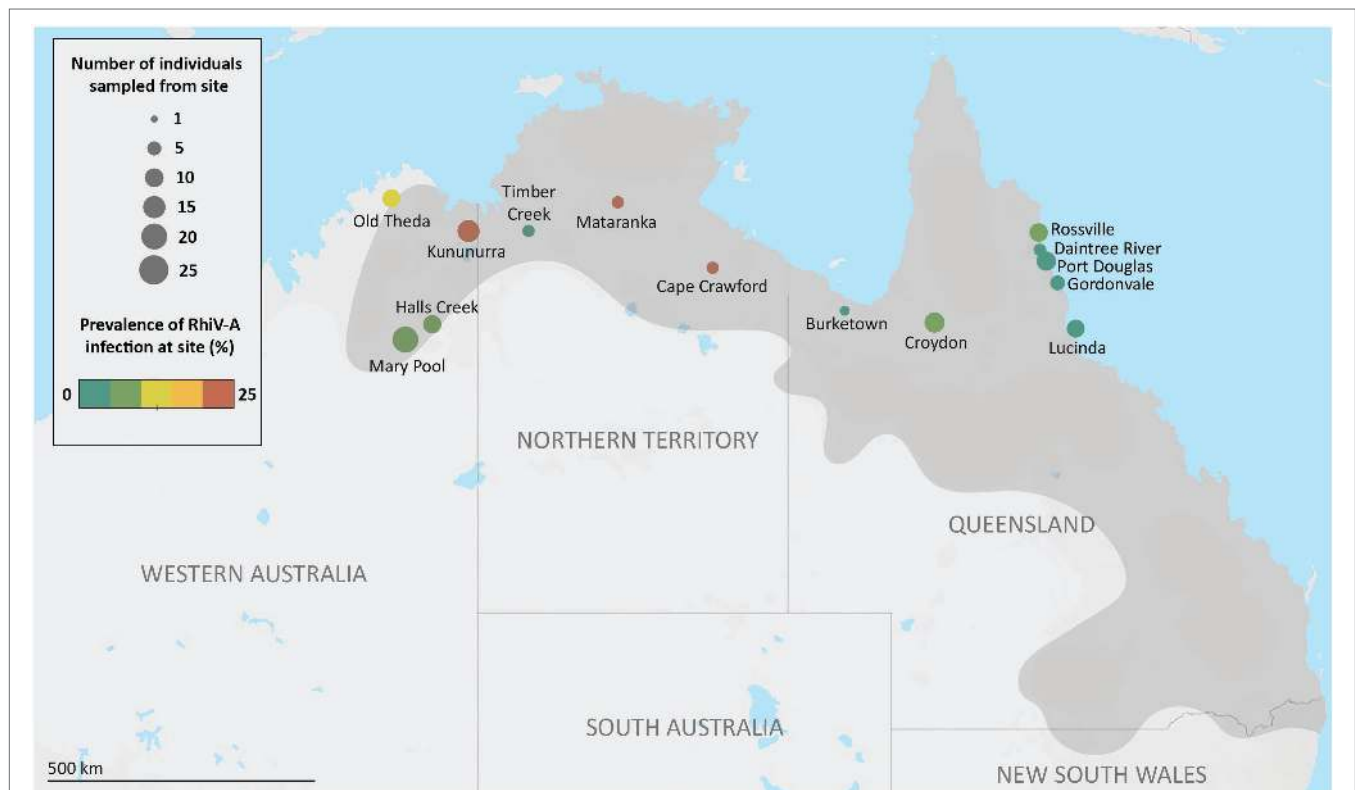 Number of individuals
sampled from site
1
5
10
15
20
25
Prevalence of RhiV-A
infection at site (%)
0
25
Old Theda
Kununurra
Timber
Creek
Mataranka
Cape Crawford
Halls Creek
Mary Pool
Burketown
Croydon
Rossville
Daintree River
Port Douglas
Gordonvale
Lucinda
NORTHERN TERRITORY
QUEENSLAND
WESTERN AUSTRALIA
SOUTH AUSTRALIA
NEW SOUTH WALES
500 km